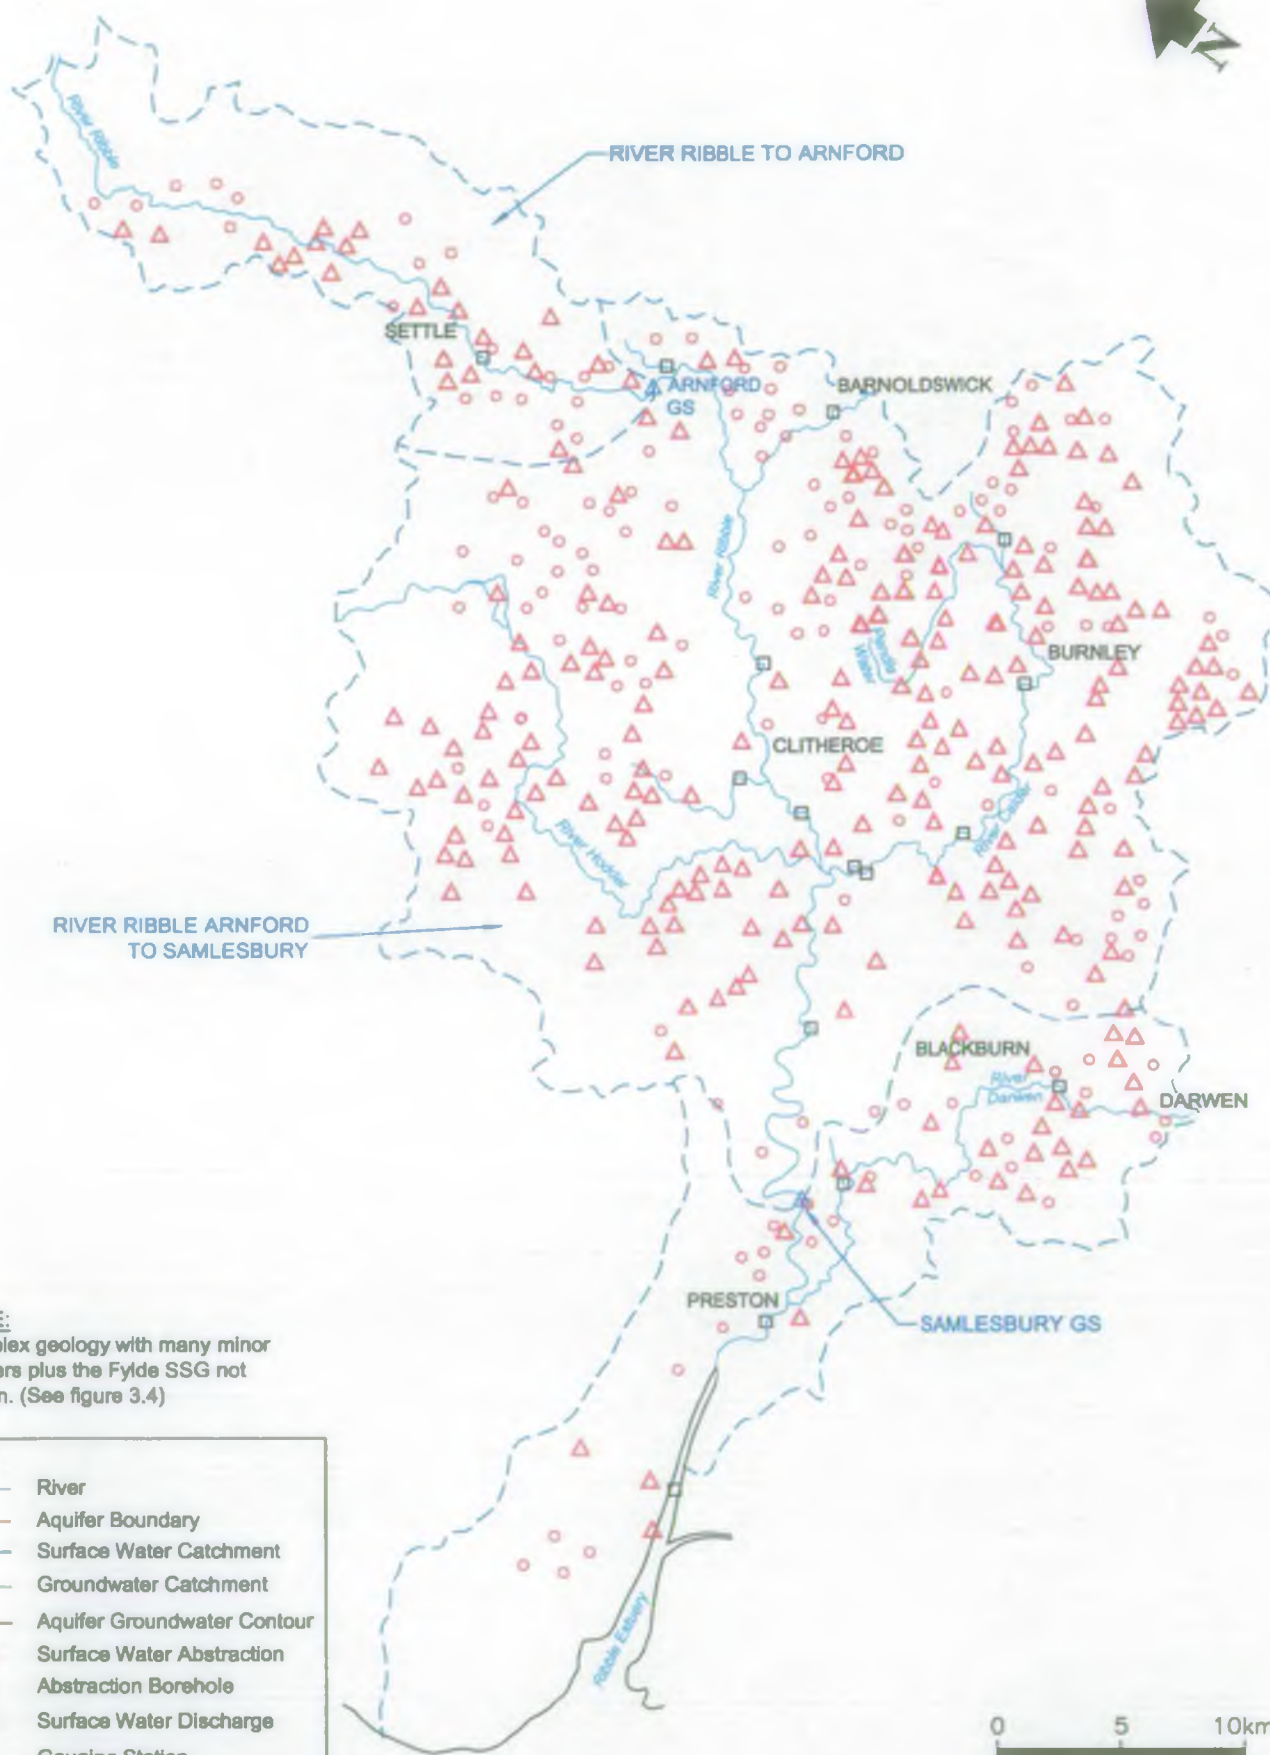 N
River Ribble
RIVER RIBBLE TO ARNFORD
SETTLE
ARNFORD
GS
BARNOLDSWICK
River Ribble
Pendle
Water
BURNLEY
CLITHEROE
River Calder
River Hodder
RIVER RIBBLE ARNFORD
TO SAMLESBURY
BLACKBURN
River
Darwen
DARWEN
PRESTON
SAMLESBURY GS
E:
plex geology with many minor
ers plus the Fylde SSG not
n. (See figure 3.4)
River
Aquifer Boundary
Surface Water Catchment
Groundwater Catchment
Aquifer Groundwater Contour
Surface Water Abstraction
Abstraction Borehole
Surface Water Discharge
Gauging Station
Ribble Estuary
0 5 10km